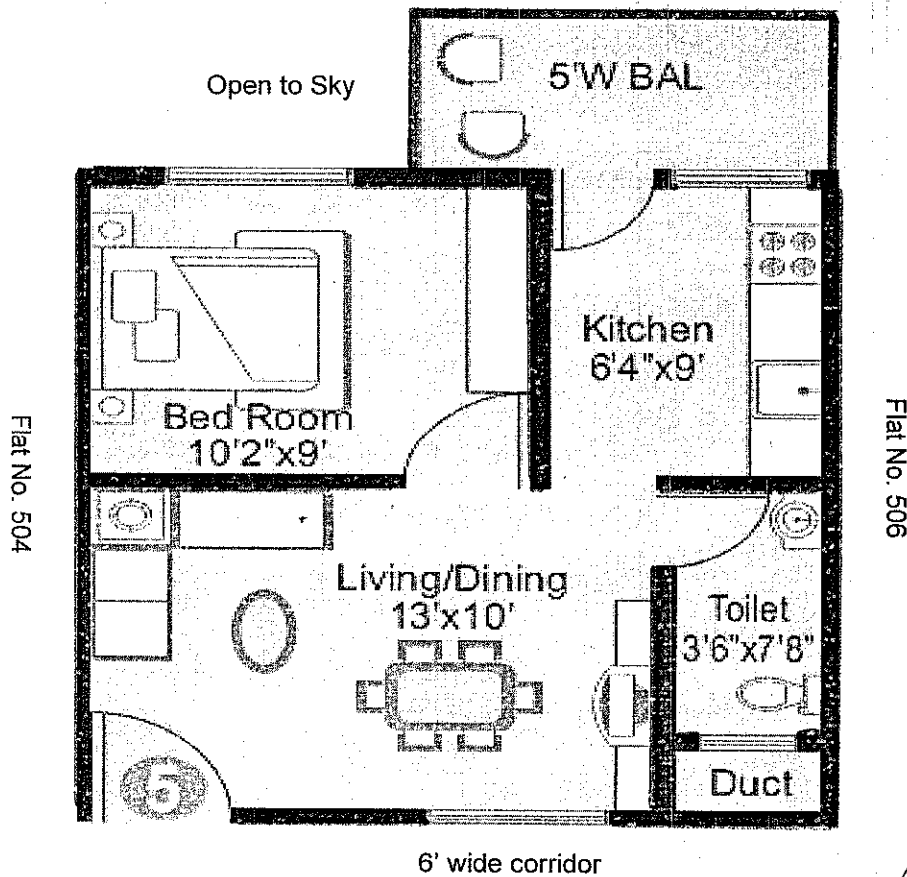 Open to Sky
5'W BAL
Kitchen
6'4"x9'
Bed Room
10'2"x9'
Flat No. 504
Flat No. 506
Living/Dining
13'x10'
Toilet
3'6"x7'8"
5
Duct
6' wide corridor